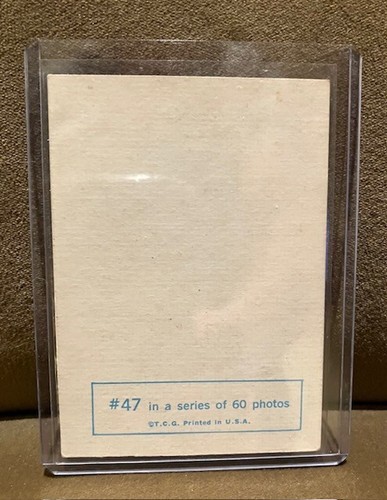 #47 in a series of 60 photos
©T.C.G. Printed in U.S.A.